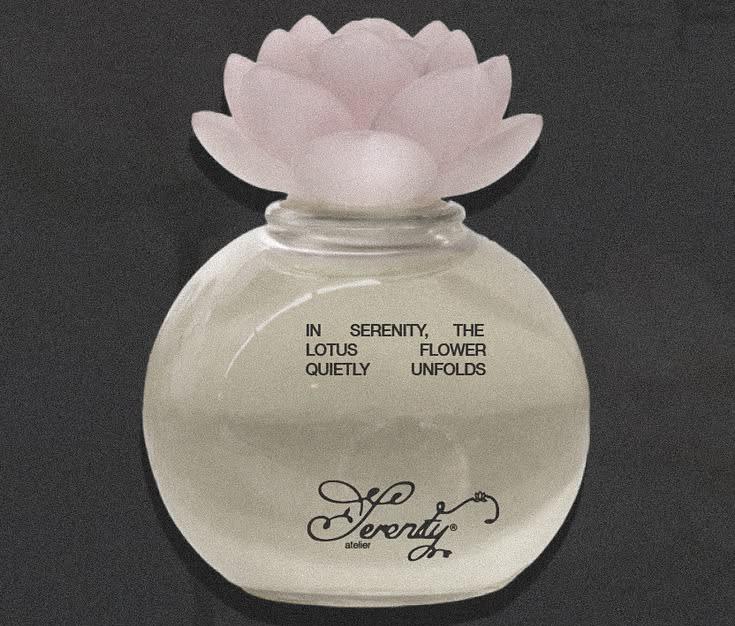 IN SERENITY, THE
LOTUS FLOWER
QUIETLY UNFOLDS
Serenity®
atelier